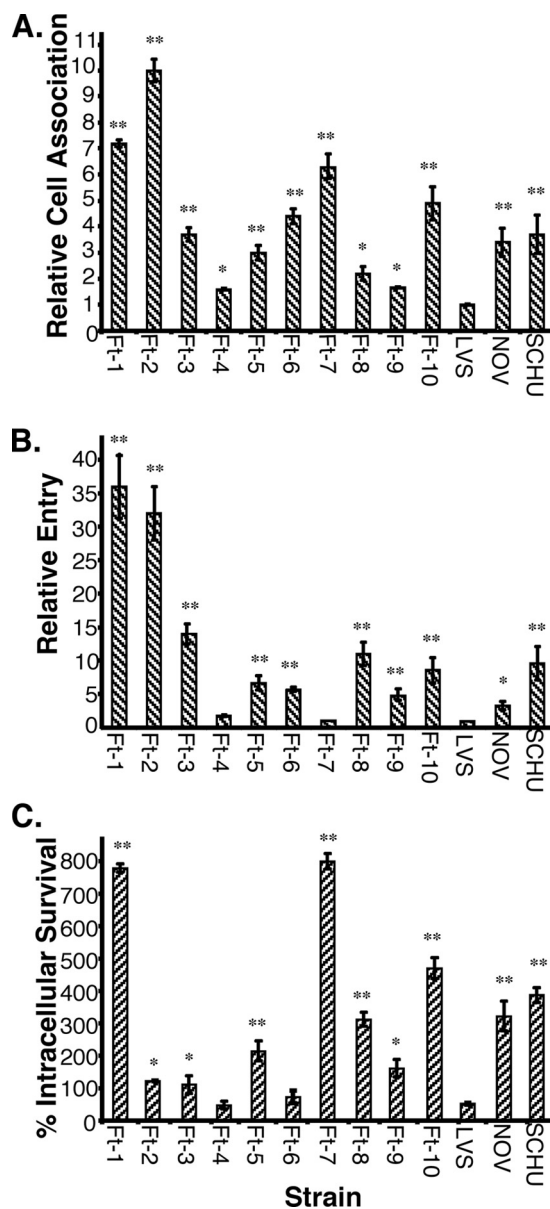 A.
Relative Cell Association
11
10
9
8
7
6
5
4
3
2
1
0
**
**
**
*
**
**
**
*
*
**
**
**
Ft-1
Ft-2
Ft-3
Ft-4
Ft-5
Ft-6
Ft-7
Ft-8
Ft-9
Ft-10
LVS
NOV
SCHU
B.
Relative Entry
40
35
30
25
20
15
10
5
0
**
**
**
**
**
**
**
**
*
**
Ft-1
Ft-2
Ft-3
Ft-4
Ft-5
Ft-6
Ft-7
Ft-8
Ft-9
Ft-10
LVS
NOV
SCHU
C.
% Intracellular Survival
800
700
600
500
400
300
200
100
0
**
*
*
**
**
**
*
**
**
**
Ft-1
Ft-2
Ft-3
Ft-4
Ft-5
Ft-6
Ft-7
Ft-8
Ft-9
Ft-10
LVS
NOV
SCHU
Strain